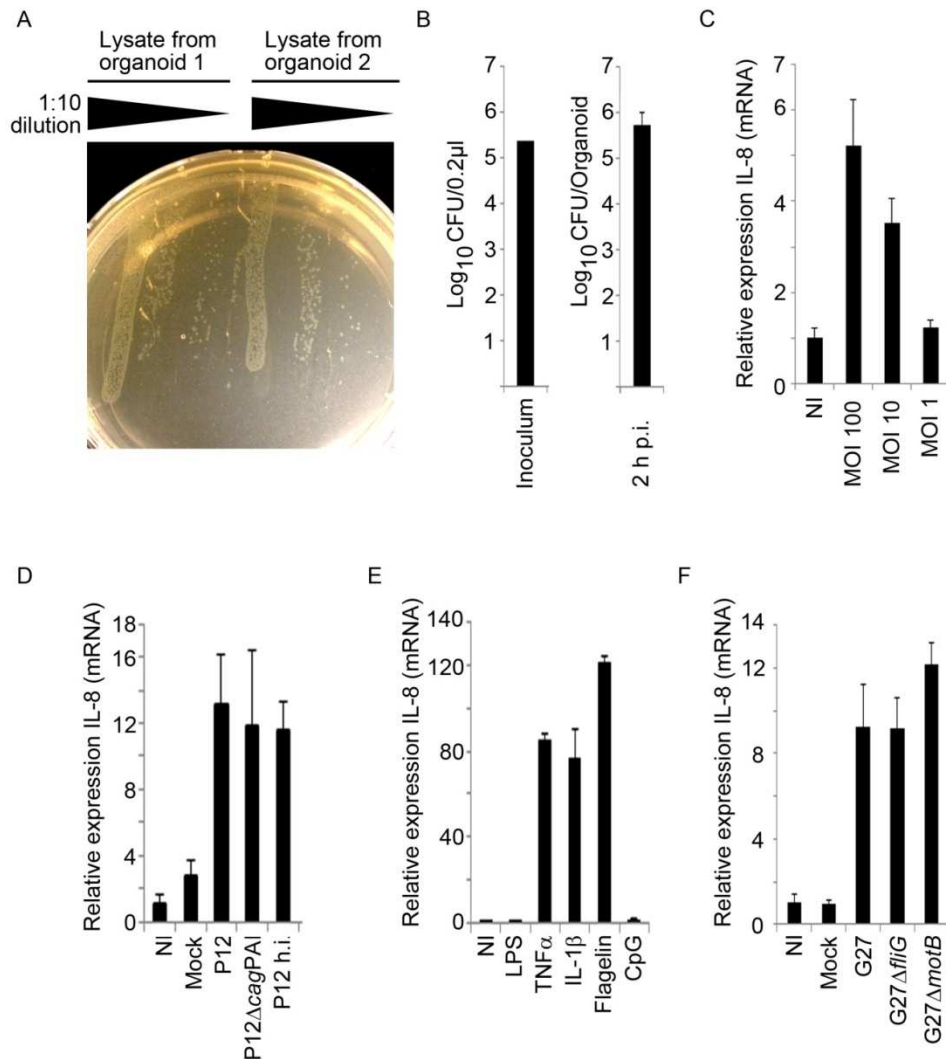 A
Lysate from
organoid 1
Lysate from
organoid 2
1:10
dilution
B
Log10 CFU/0.2µl
7
6
5
4
3
2
1
Inoculum
Log10 CFU/Organoid
7
6
5
4
3
2
1
2 h p.i.
C
Relative expression IL-8 (mRNA)
7
6
4
2
0
NI
MOI 100
MOI 10
MOI 1
D
Relative expression IL-8 (mRNA)
18
16
12
8
4
0
NI
Mock
P12
P12ΔcagPAI
P12 h.i.
E
Relative expression IL-8 (mRNA)
140
120
80
40
0
NI
LPS
TNFα
IL-1β
Flagelin
CpG
F
Relative expression IL-8 (mRNA)
14
12
8
4
0
NI
Mock
G27
G27ΔfliG
G27ΔmotB